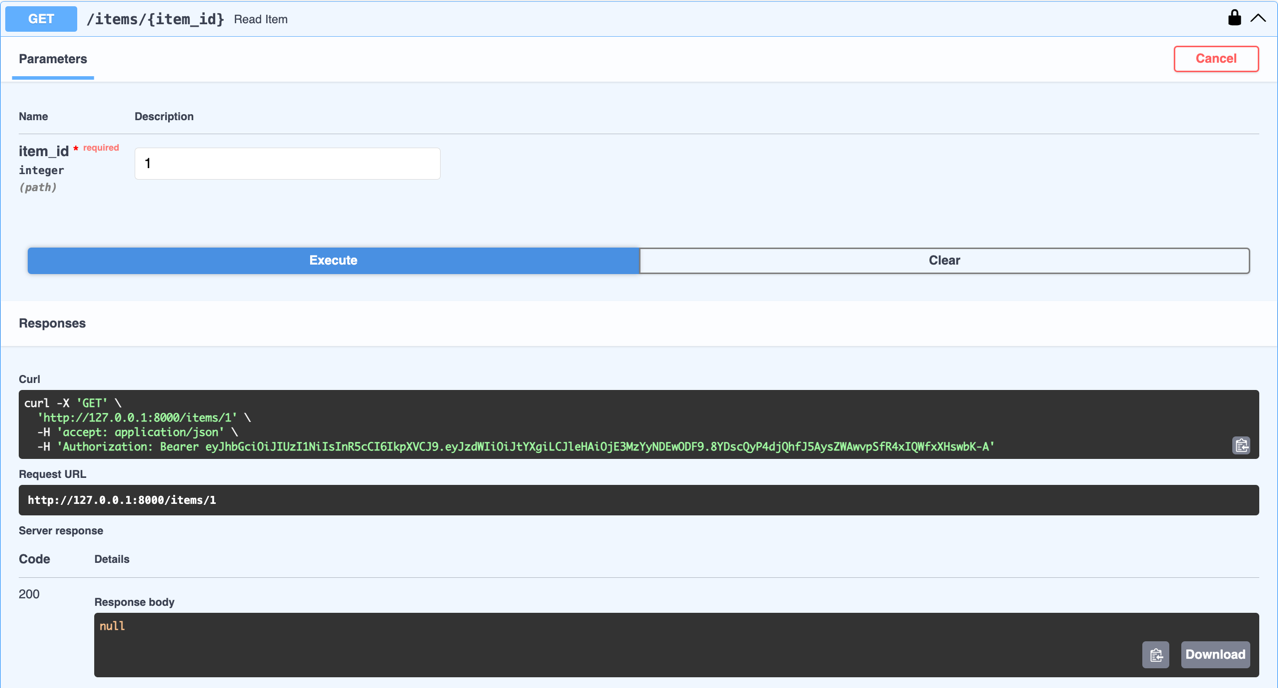 GET /items/{item_id} Read Item
Parameters
Cancel
Name Description
item_id * required
integer
(path)
1
Execute
Clear
Responses
Curl
curl -X 'GET' \
'http://127.0.0.1:8000/items/1' \
-H 'accept: application/json' \
-H 'Authorization: Bearer eyJhbGciOiJIUzI1NiIsInR5cCI6IkpXVCJ9.eyJzdWIiOiJtYXgiLCJleHAiOjE3MzYyNDEwODF9.8YDscQyP4djQhfJ5AysZWAwvpSfR4xIQWfxXHswbK-A'
Request URL
http://127.0.0.1:8000/items/1
Server response
Code Details
200
Response body
null
Download